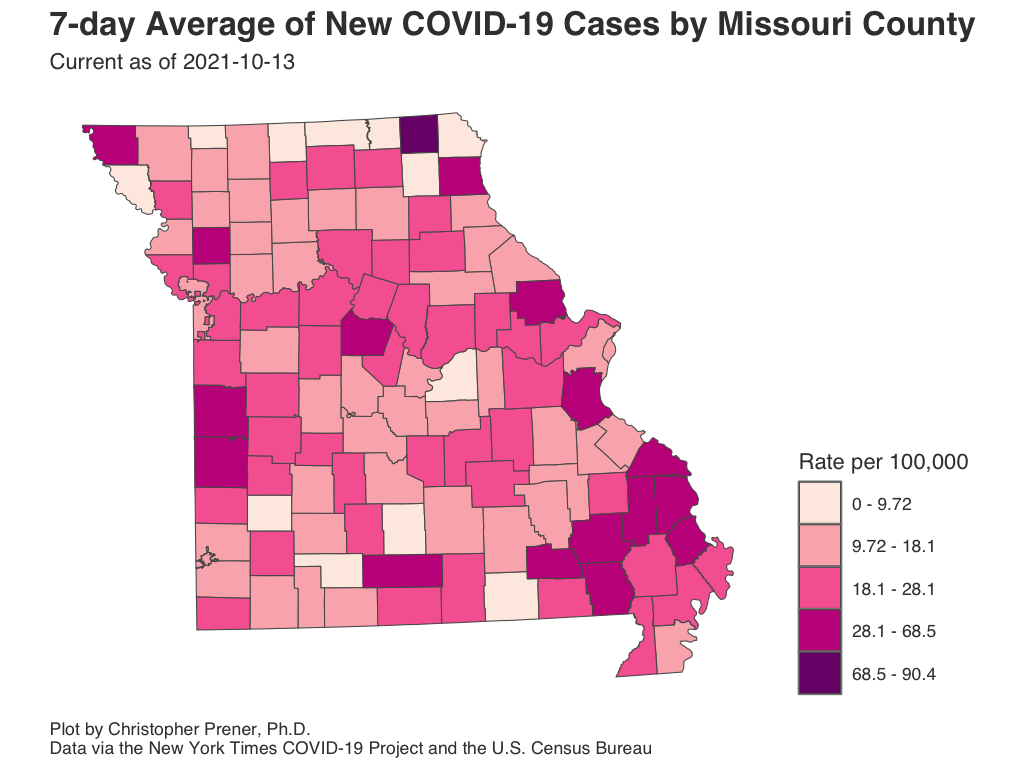 7-day Average of New COVID-19 Cases by Missouri County
Current as of 2021-10-13
Rate per 100,000
0 - 9.72
9.72 - 18.1
18.1 - 28.1
28.1 - 68.5
68.5 - 90.4
Plot by Christopher Prener, Ph.D.
Data via the New York Times COVID-19 Project and the U.S. Census Bureau